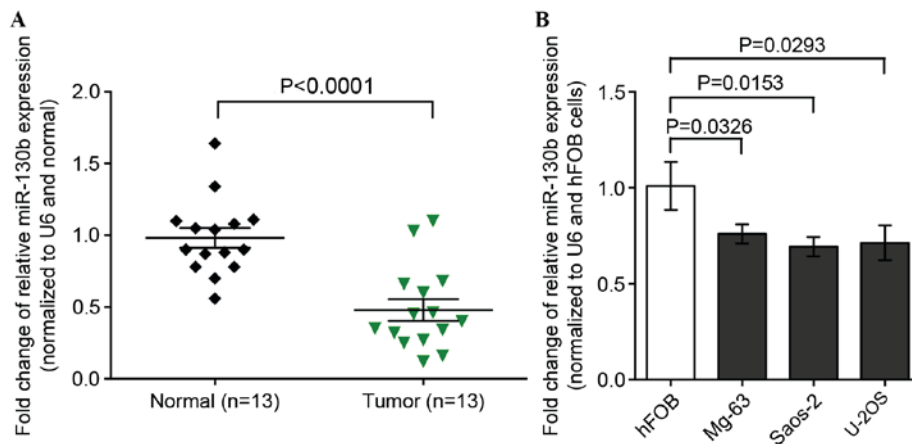 A
Fold change of relative miR-130b expression
(normalized to U6 and normal)
2.0
1.5
1.0
0.5
0.0
P<0.0001
Normal (n=13)
Tumor (n=13)
B
Fold change of relative miR-130b expression
(normalized to U6 and hFOB cells)
1.5
1.0
0.5
0.0
P=0.0293
P=0.0153
P=0.0326
hFOB
Mg-63
Saos-2
U-2OS